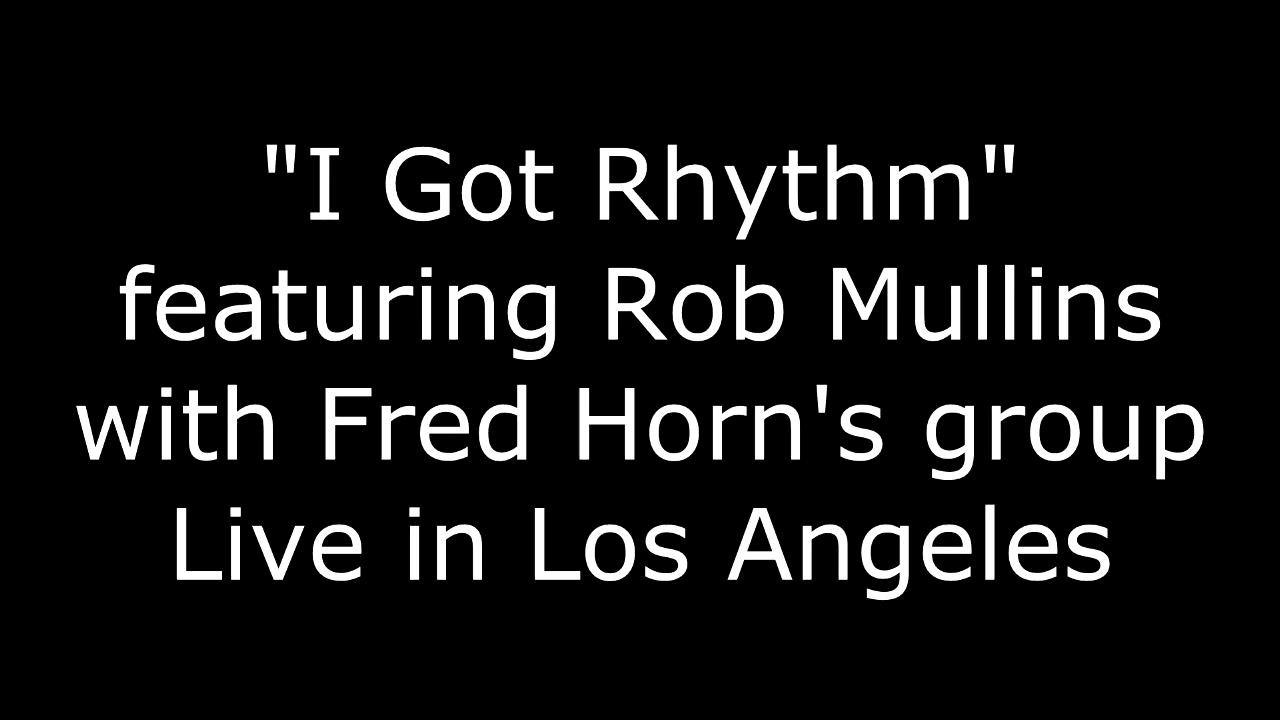 "I Got Rhythm"
featuring Rob Mullins
with Fred Horn's group
Live in Los Angeles